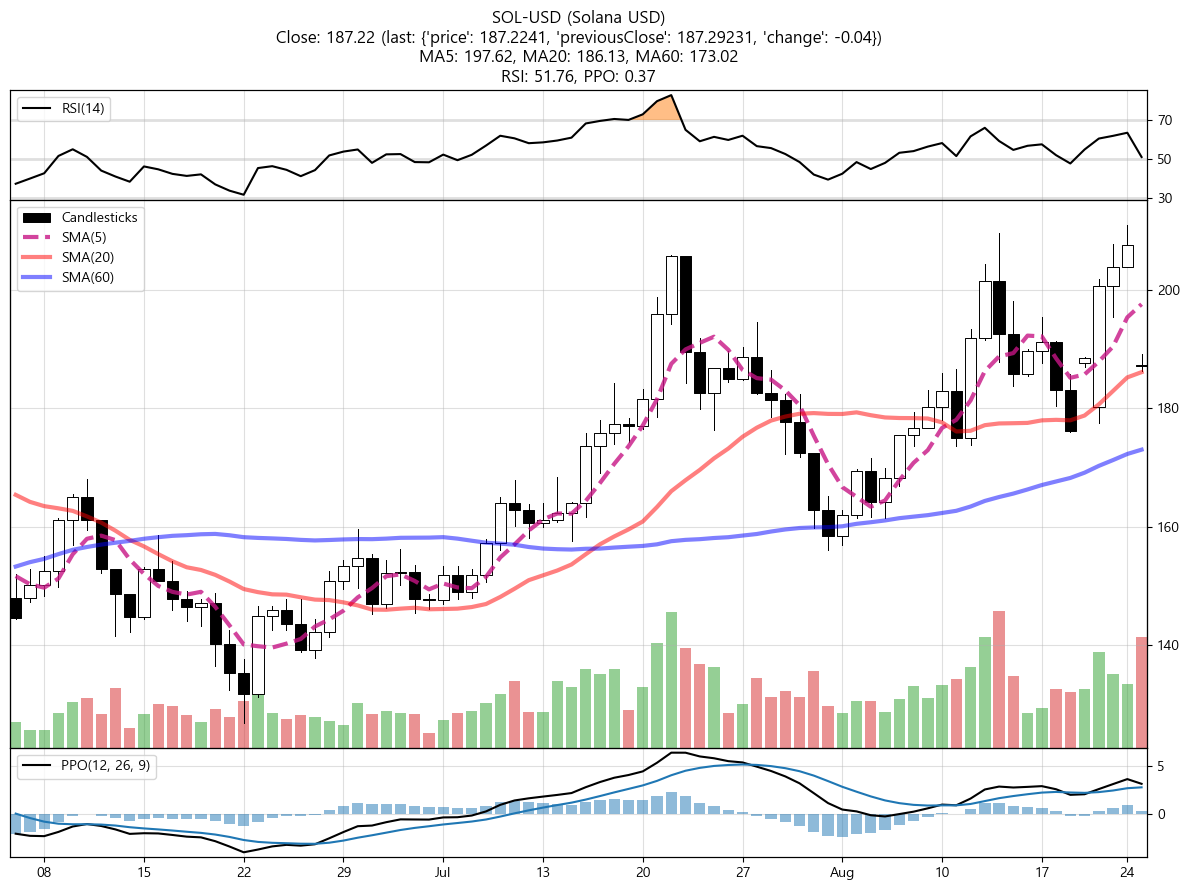 SOL-USD (Solana USD)
Close: 187.22 (last: {'price': 187.2241, 'previousClose': 187.29231, 'change': -0.04})
MA5: 197.62, MA20: 186.13, MA60: 173.02
RSI: 51.76, PPO: 0.37
RSI(14)
70
50
30
Candlesticks
SMA(5)
SMA(20)
SMA(60)
200
180
160
140
PPO(12, 26, 9)
5
0
08 15 22 29 Jul 13 20 27 Aug 10 17 24